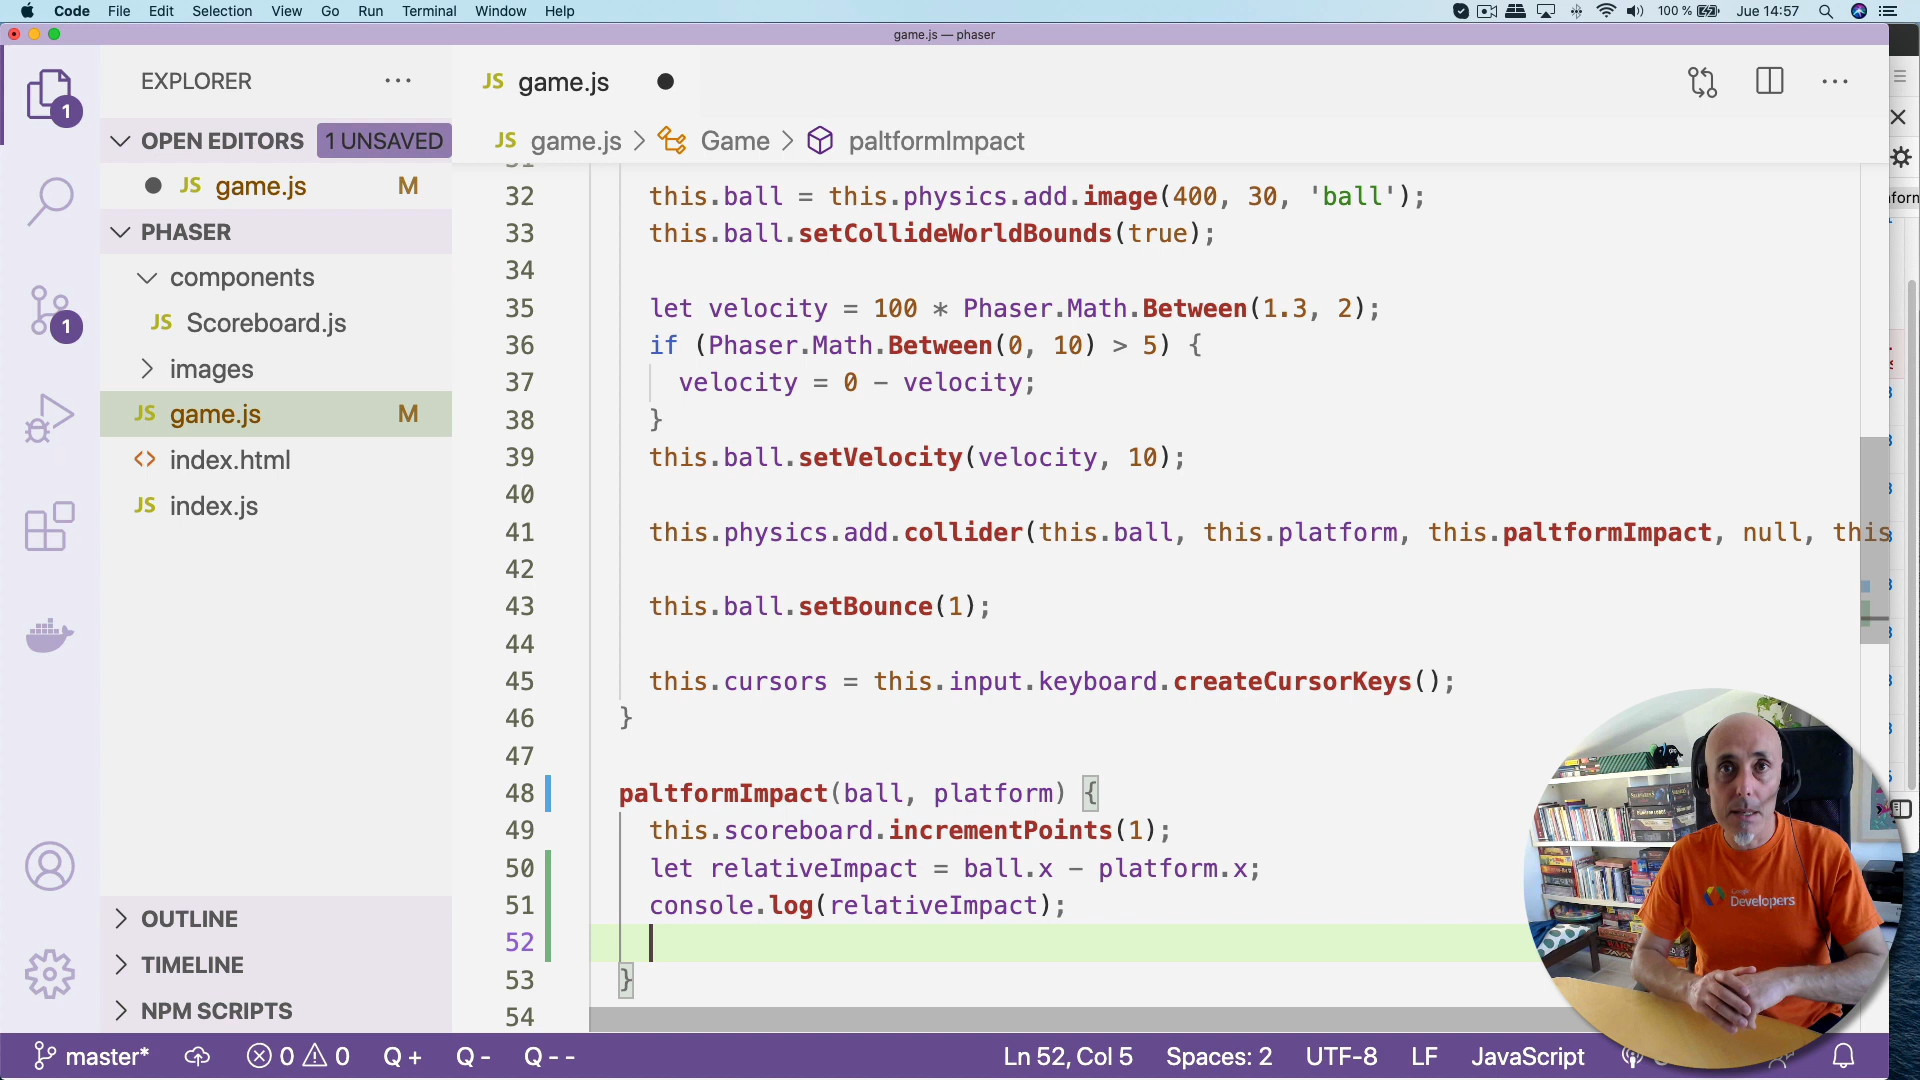 Code File Edit Selection View Go Run Terminal Window Help 100 % Jue 14:57
game.js — phaser
EXPLORER
OPEN EDITORS 1 UNSAVED
JS game.js M
PHASER
components
JS Scoreboard.js
images
JS game.js M
<> index.html
JS index.js
OUTLINE
TIMELINE
NPM SCRIPTS
1
1
JS game.js
JS game.js > Game > paltformImpact
32 this.ball = this.physics.add.image(400, 30, 'ball');
33 this.ball.setCollideWorldBounds(true);
34
35 let velocity = 100 * Phaser.Math.Between(1.3, 2);
36 if (Phaser.Math.Between(0, 10) > 5) {
37 velocity = 0 - velocity;
38 }
39 this.ball.setVelocity(velocity, 10);
40
41 this.physics.add.collider(this.ball, this.platform, this.paltformImpact, null, this
42
43 this.ball.setBounce(1);
44
45 this.cursors = this.input.keyboard.createCursorKeys();
46 }
47
48 paltformImpact(ball, platform) {
49 this.scoreboard.incrementPoints(1);
50 let relativeImpact = ball.x - platform.x;
51 console.log(relativeImpact);
52
53 }
54
Google
Developers
master* 0 0 Q + Q - Q - - Ln 52, Col 5 Spaces: 2 UTF-8 LF JavaScript